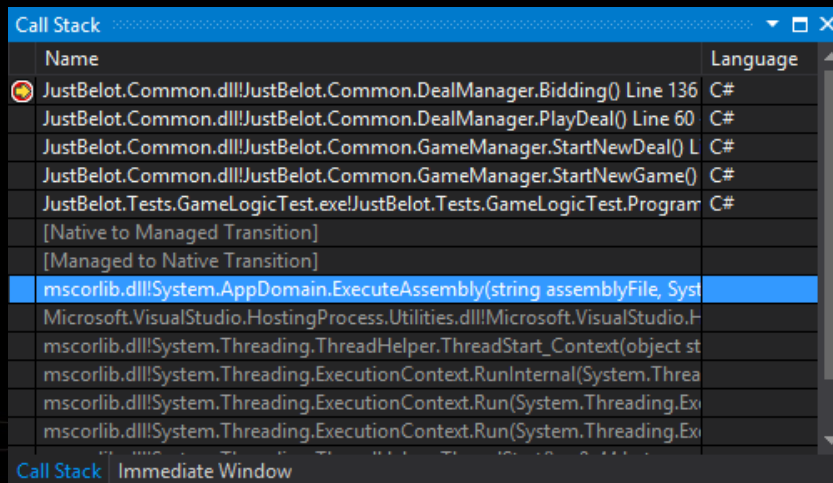 Call Stack
Name Language
JustBelot.Common.dll!JustBelot.Common.DealManager.Bidding() Line 136 C#
JustBelot.Common.dll!JustBelot.Common.DealManager.PlayDeal() Line 60 C#
JustBelot.Common.dll!JustBelot.Common.GameManager.StartNewDeal() L C#
JustBelot.Common.dll!JustBelot.Common.GameManager.StartNewGame() C#
JustBelot.Tests.GameLogicTest.exe!JustBelot.Tests.GameLogicTest.Program C#
[Native to Managed Transition]
[Managed to Native Transition]
mscorlib.dll!System.AppDomain.ExecuteAssembly(string assemblyFile, Syst
Microsoft.VisualStudio.HostingProcess.Utilities.dll!Microsoft.VisualStudio.H
mscorlib.dll!System.Threading.ThreadHelper.ThreadStart_Context(object st
mscorlib.dll!System.Threading.ExecutionContext.RunInternal(System.Threa
mscorlib.dll!System.Threading.ExecutionContext.Run(System.Threading.Exe
mscorlib.dll!System.Threading.ExecutionContext.Run(System.Threading.Exe
Call Stack Immediate Window